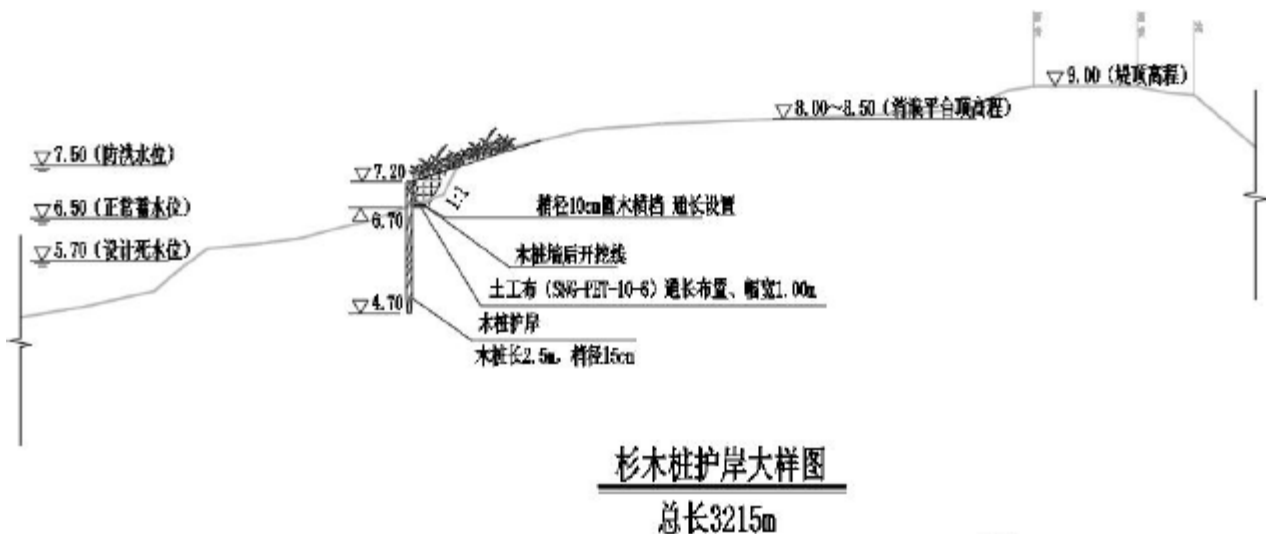 9.00（堤顶高程）
8.00~8.50（消浪平台顶高程）
7.50（防洪水位）
7.20
6.50（正常蓄水位）
6.70
1:1
梢径10cm圆木横挡 通长设置
5.70（设计死水位）
木桩墙后开挖线
土工布（SNG-PET-10-6）通长布置、幅宽1.00m
4.70
木桩护岸
木桩长2.5m，梢径15cm
杉木桩护岸大样图
总长3215m